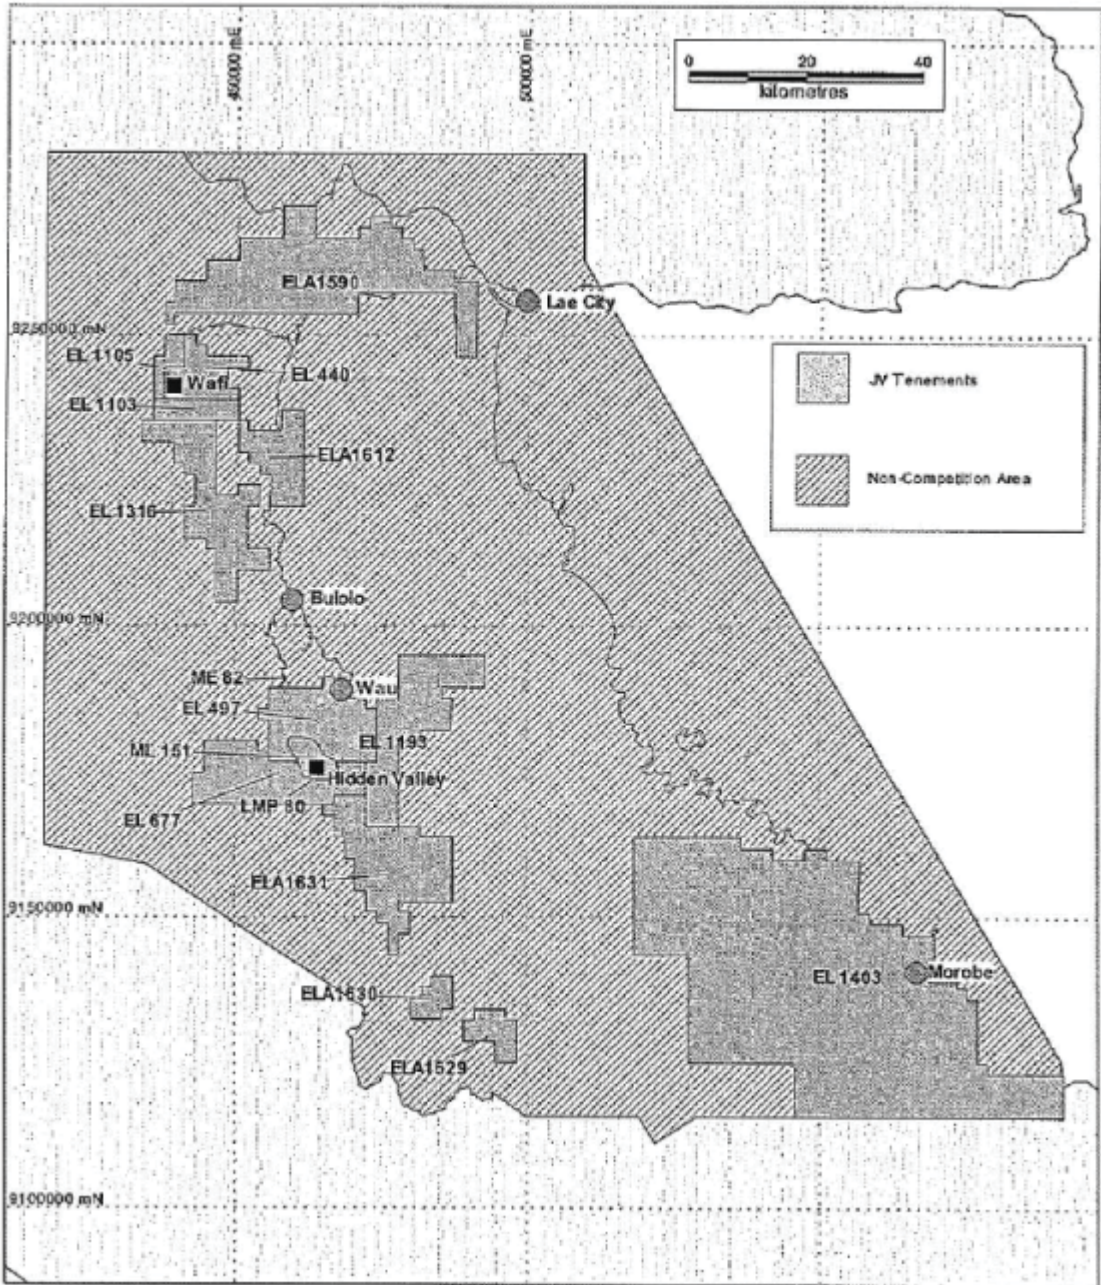 450000 mE
500000 mE
0 20 40
kilometres
ELA1590
Lae City
9250000 mN
EL 1105
EL 440
Wafi
EL 1103
JV Tenements
ELA1612
Non-Competition Area
EL 1316
Bulolo
9200000 mN
ME 82
Wau
EL 497
EL 1193
ML 151
Hidden Valley
LMP 80
EL 677
ELA1631
9150000 mN
EL 1403
Morobe
ELA1630
ELA1629
9100000 mN